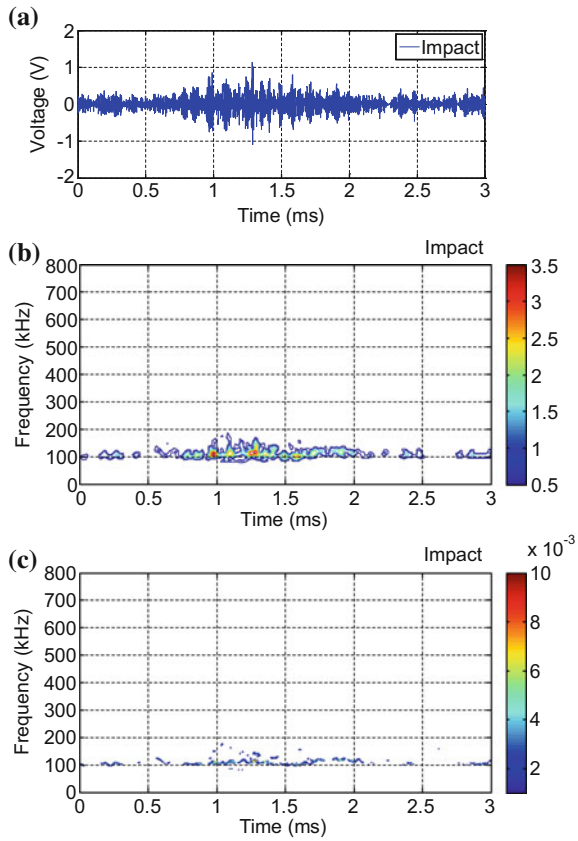 (a)
2
1
0
-1
-2
Voltage (V)
Impact
0 0.5 1 1.5 2 2.5 3
Time (ms)
(b)
Impact
800
700
600
500
400
300
200
100
0
Frequency (kHz)
0 0.5 1 1.5 2 2.5 3
Time (ms)
3.5
3
2.5
2
1.5
1
0.5
(c)
Impact
x 10-3
800
700
600
500
400
300
200
100
0
Frequency (kHz)
0 0.5 1 1.5 2 2.5 3
Time (ms)
10
8
6
4
2